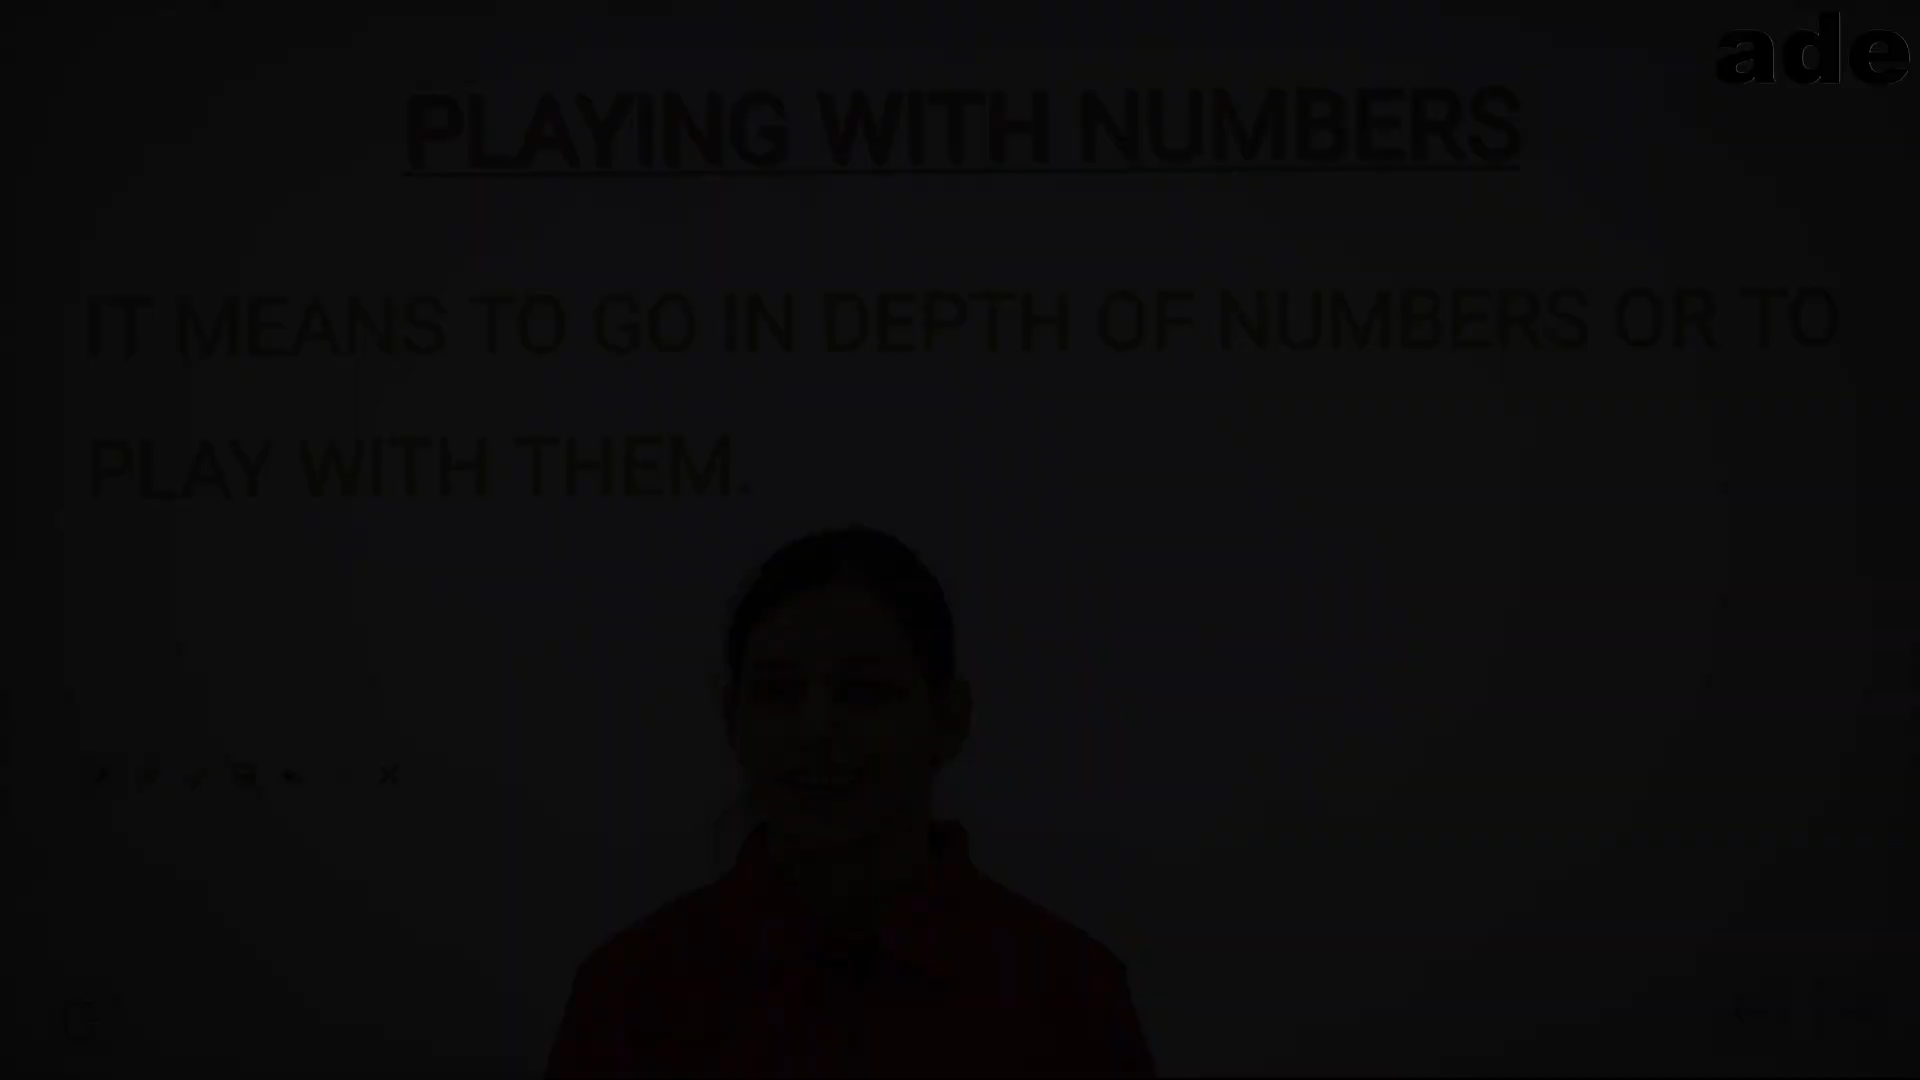 ade
PLAYING WITH NUMBERS
IT MEANS TO GO IN DEPTH OF NUMBERS OR TO
PLAY WITH THEM.